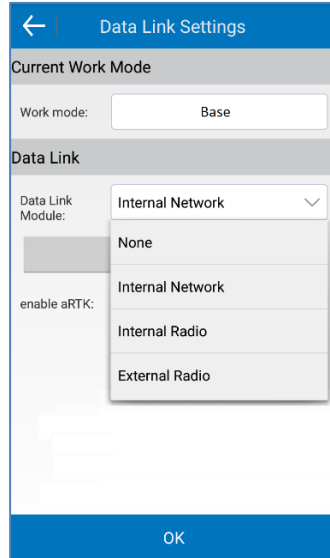 Data Link Settings
Current Work Mode
Work mode:
Base
Data Link
Data Link
Module:
Internal Network
None
Internal Network
enable aRTK:
Internal Radio
External Radio
OK